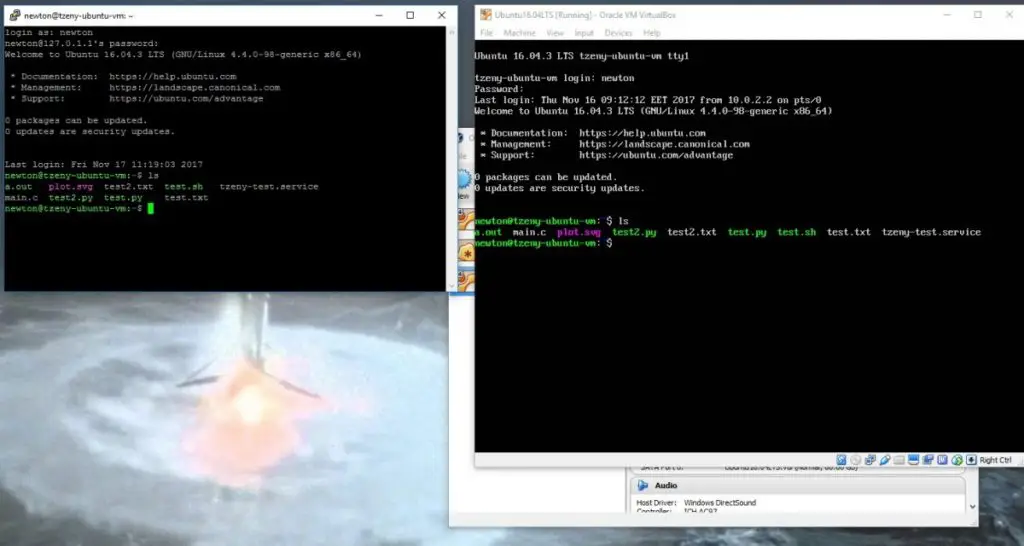 newton@tzeny-ubuntu-vm: ~
login as: newton
newton@127.0.1.1's password:
Welcome to Ubuntu 16.04.3 LTS (GNU/Linux 4.4.0-98-generic x86_64)
* Documentation: https://help.ubuntu.com
* Management: https://landscape.canonical.com
* Support: https://ubuntu.com/advantage
0 packages can be updated.
0 updates are security updates.
Last login: Fri Nov 17 11:19:03 2017
newton@tzeny-ubuntu-vm:~$ ls
a.out plot.svg test2.txt test.sh tzeny-test.service
main.c test2.py test.py test.txt
newton@tzeny-ubuntu-vm:~$
Ubuntu16.04LTS [Running] - Oracle VM VirtualBox
File Machine View Input Devices Help
Ubuntu 16.04.3 LTS tzeny-ubuntu-vm tty1
tzeny-ubuntu-vm login: newton
Password:
Last login: Thu Nov 16 09:12:12 EET 2017 from 10.0.2.2 on pts/0
Welcome to Ubuntu 16.04.3 LTS (GNU/Linux 4.4.0-98-generic x86_64)
* Documentation: https://help.ubuntu.com
* Management: https://landscape.canonical.com
* Support: https://ubuntu.com/advantage
0 packages can be updated.
0 updates are security updates.
newton@tzeny-ubuntu-vm: $ ls
a.out main.c plot.svg test2.py test2.txt test.py test.sh test.txt tzeny-test.service
newton@tzeny-ubuntu-vm: $
Right Ctrl
Audio
Host Driver: Windows DirectSound
Controller: ICH AC97